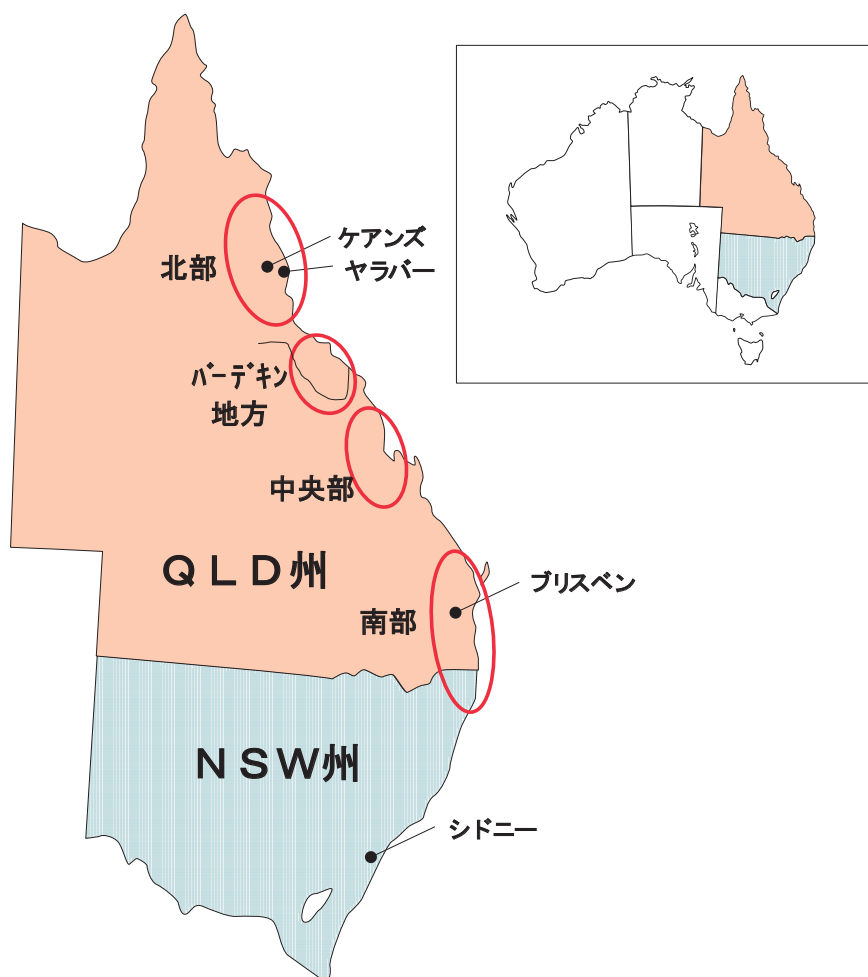 ケアンズ
北部
ヤラバー
バーデキン
地方
中央部
QLD州
ブリスベン
南部
NSW州
シドニー